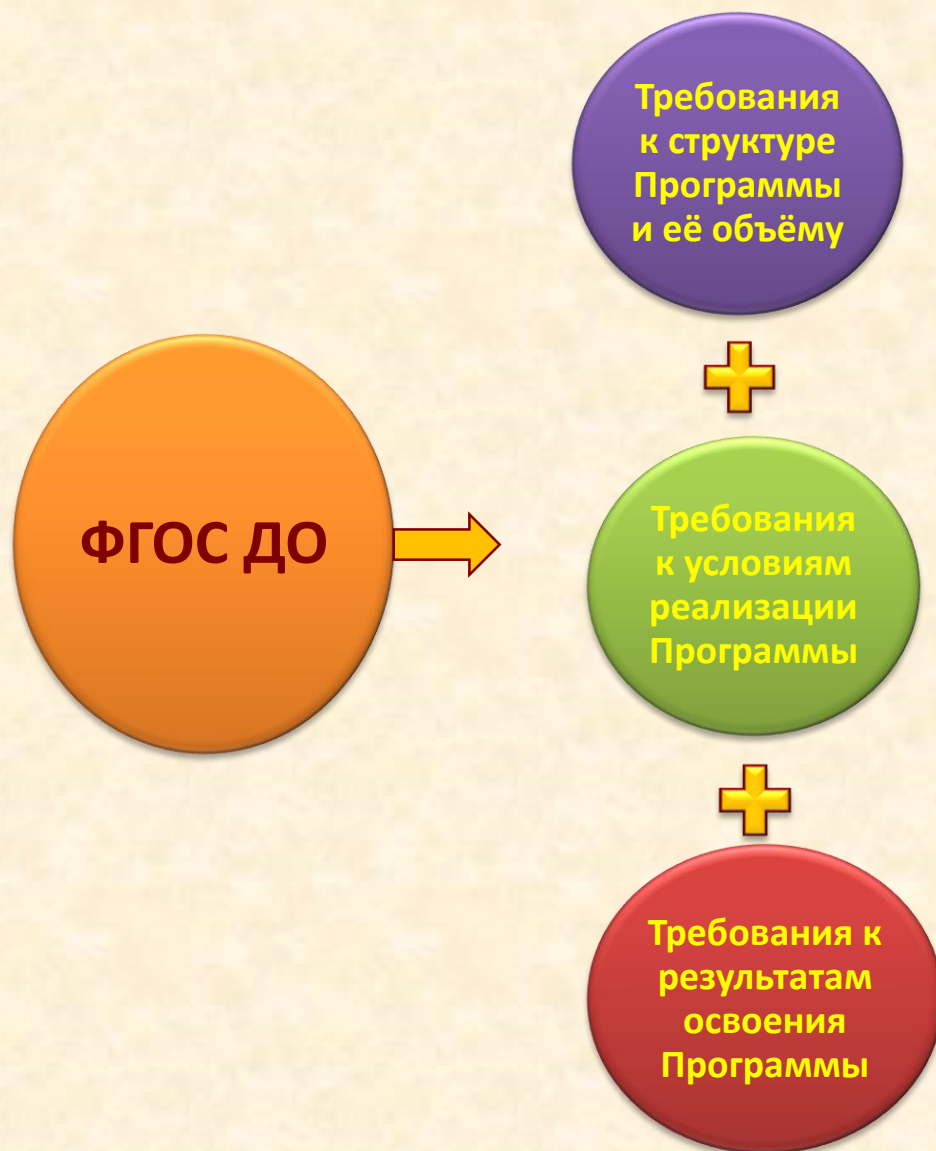 Требования
к структуре
Программы
и её объёму
ФГОС ДО
Требования
к условиям
реализации
Программы
Требования к
результатам
освоения
Программы